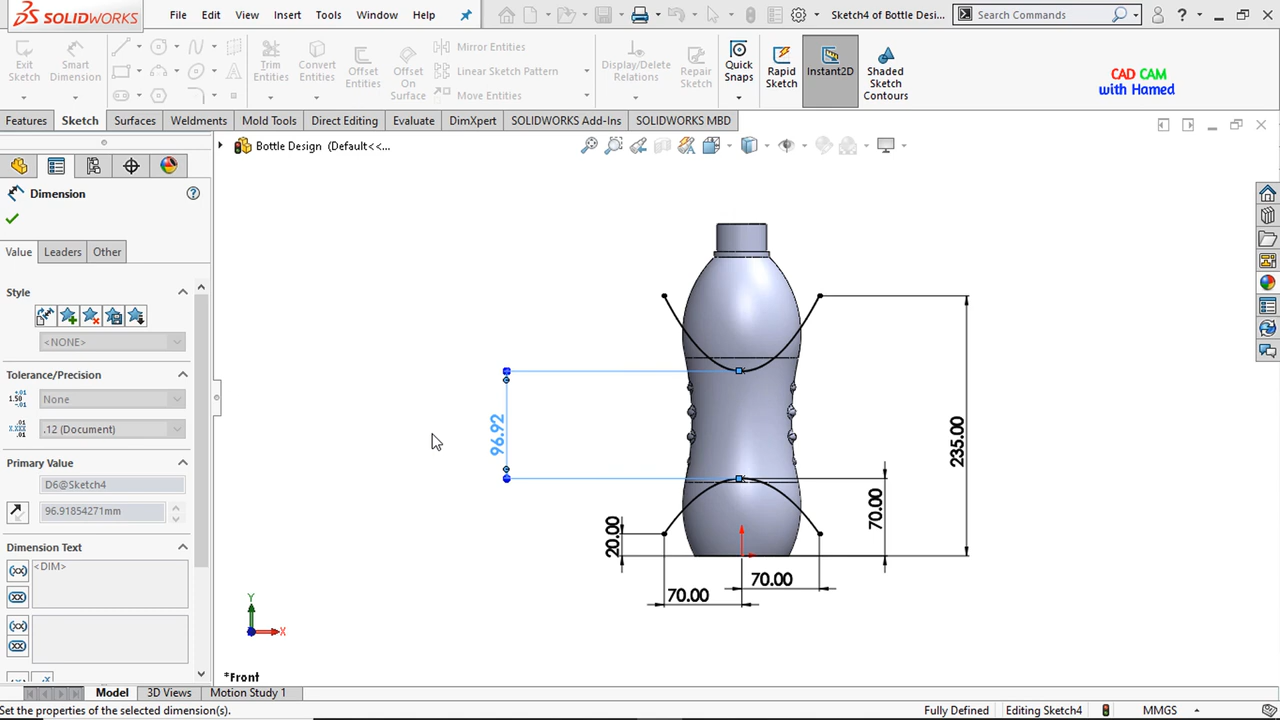 SOLIDWORKS
File Edit View Insert Tools Window Help
Sketch4 of Bottle Desi...
Search Commands
Exit Sketch
Smart Dimension
Trim Entities
Convert Entities
Offset Entities
Offset On Surface
Mirror Entities
Linear Sketch Pattern
Move Entities
Display/Delete Relations
Repair Sketch
Quick Snaps
Rapid Sketch
Instant2D
Shaded Sketch Contours
CAD CAM
with Hamed
Features Sketch Surfaces Weldments Mold Tools Direct Editing Evaluate DimXpert SOLIDWORKS Add-Ins SOLIDWORKS MBD
Bottle Design (Default<<...
Dimension
Value Leaders Other
Style
<NONE>
Tolerance/Precision
None
.12 (Document)
Primary Value
D6@Sketch4
96.91854271mm
Dimension Text
<DIM>
96.92
235.00
70.00
20.00
70.00
70.00
Y
X
*Front
Model 3D Views Motion Study 1
Set the properties of the selected dimension(s).
Fully Defined Editing Sketch4 MMGS